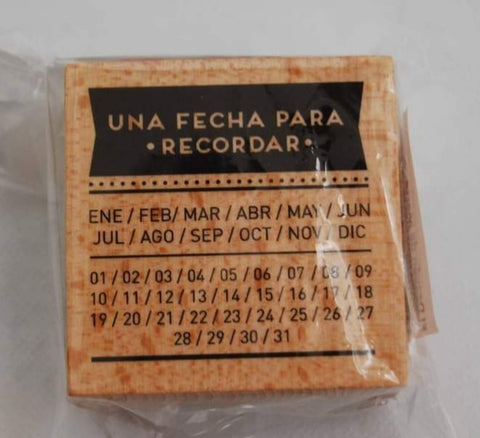 UNA FECHA PARA
• RECORDAR •
ENE / FEB/ MAR / ABR / MAY / JUN
JUL / AGO / SEP / OCT / NOV / DIC
01 / 02 / 03 / 04 / 05 / 06 / 07 / 08 / 09
10 / 11 / 12 / 13 / 14 / 15 / 16 / 17 / 18
19 / 20 / 21 / 22 / 23 / 24 / 25 / 26 / 27
28 / 29 / 30 / 31